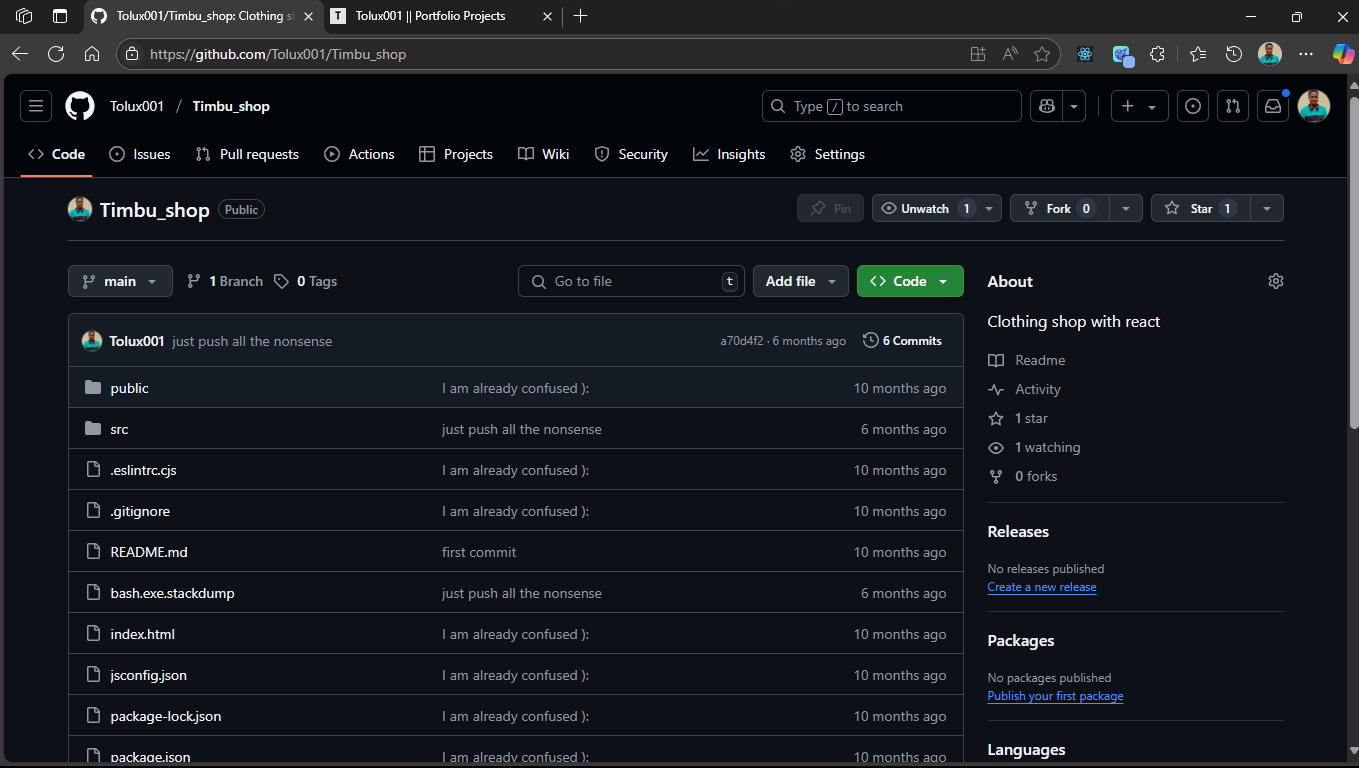 Tolux001/Timbu_shop: Clothing s
Tolux001 || Portfolio Projects
https://github.com/Tolux001/Timbu_shop
Tolux001 / Timbu_shop
Type / to search
Code Issues Pull requests Actions Projects Wiki Security Insights Settings
Timbu_shop Public
Pin Unwatch 1 Fork 0 Star 1
main 1 Branch 0 Tags Go to file t Add file Code
Tolux001 just push all the nonsense a70d4f2 · 6 months ago 6 Commits
public I am already confused ): 10 months ago
src just push all the nonsense 6 months ago
.eslintrc.cjs I am already confused ): 10 months ago
.gitignore I am already confused ): 10 months ago
README.md first commit 10 months ago
bash.exe.stackdump just push all the nonsense 6 months ago
index.html I am already confused ): 10 months ago
jsconfig.json I am already confused ): 10 months ago
package-lock.json I am already confused ): 10 months ago
package.json I am already confused ): 10 months ago
About
Clothing shop with react
Readme
Activity
1 star
1 watching
0 forks
Releases
No releases published
Create a new release
Packages
No packages published
Publish your first package
Languages